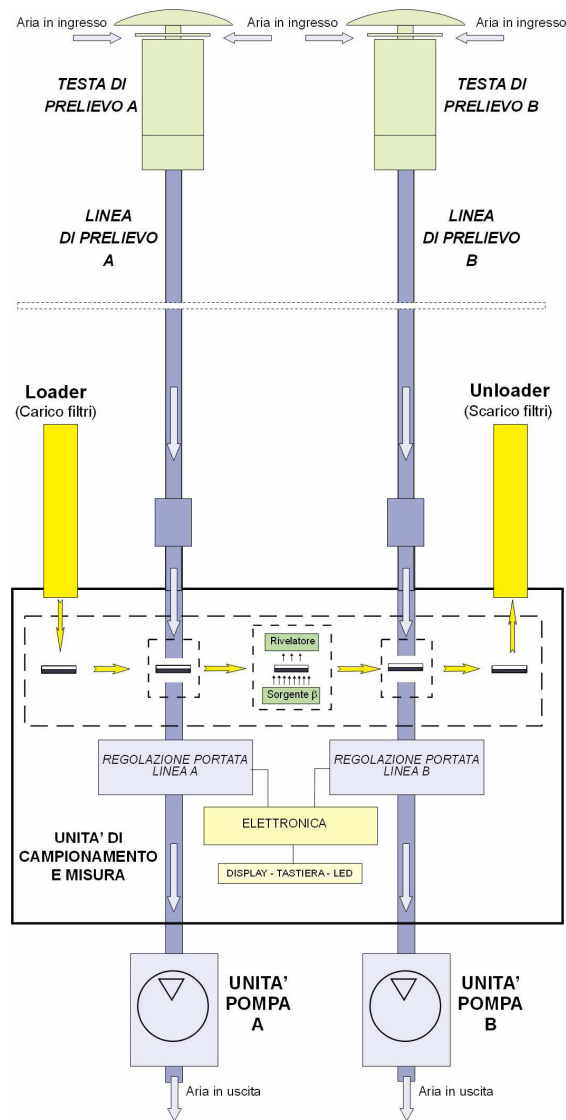 Aria in ingresso
Aria in ingresso
Aria in ingresso
TESTA DI
PRELIEVO A
TESTA DI
PRELIEVO B
LINEA
DI PRELIEVO
A
LINEA
DI PRELIEVO
B
Loader
(Carico filtri)
Unloader
(Scarico filtri)
Rivelatore
Sorgente β
REGOLAZIONE PORTATA
LINEA A
REGOLAZIONE PORTATA
LINEA B
ELETTRONICA
UNITA' DI
CAMPIONAMENTO
E MISURA
DISPLAY - TASTIERA - LED
UNITA'
POMPA
A
UNITA'
POMPA
B
Aria in uscita
Aria in uscita